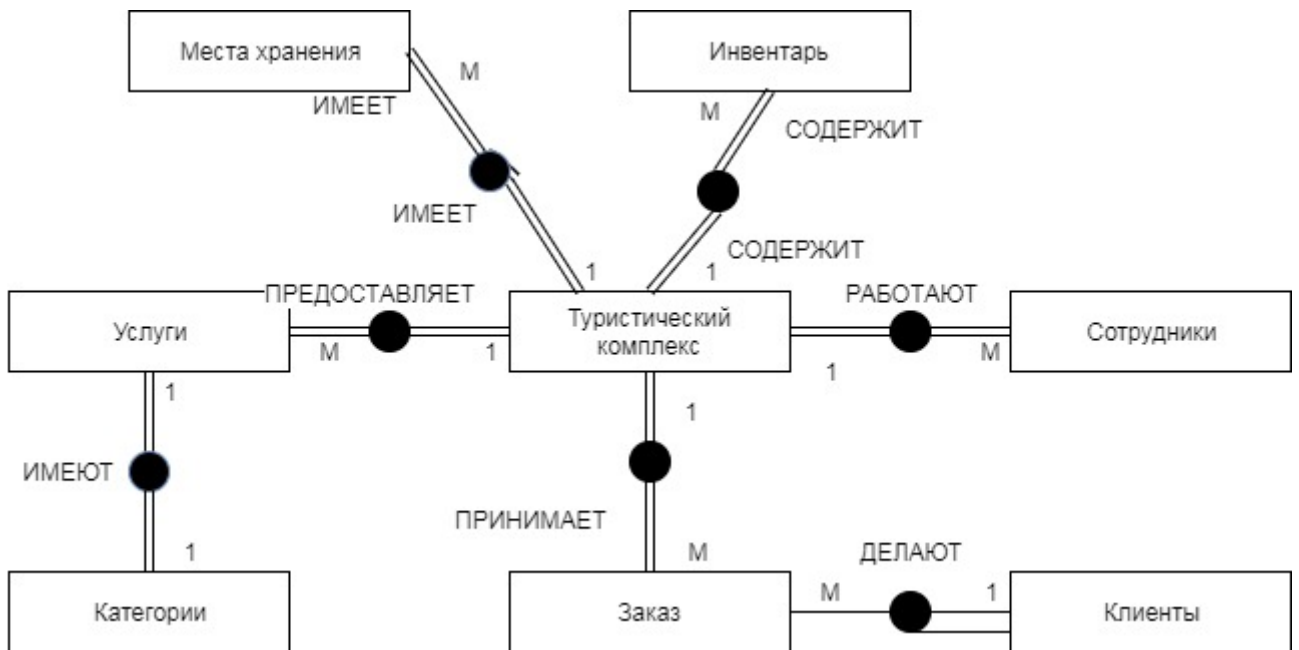 Места хранения
Инвентарь
М
ИМЕЕТ
М
СОДЕРЖИТ
ИМЕЕТ
СОДЕРЖИТ
1
1
ПРЕДОСТАВЛЯЕТ
РАБОТАЮТ
Услуги
Туристический
комплекс
Сотрудники
М
1
1
М
1
1
ИМЕЮТ
ПРИНИМАЕТ
1
М
ДЕЛАЮТ
Категории
Заказ
М
1
Клиенты